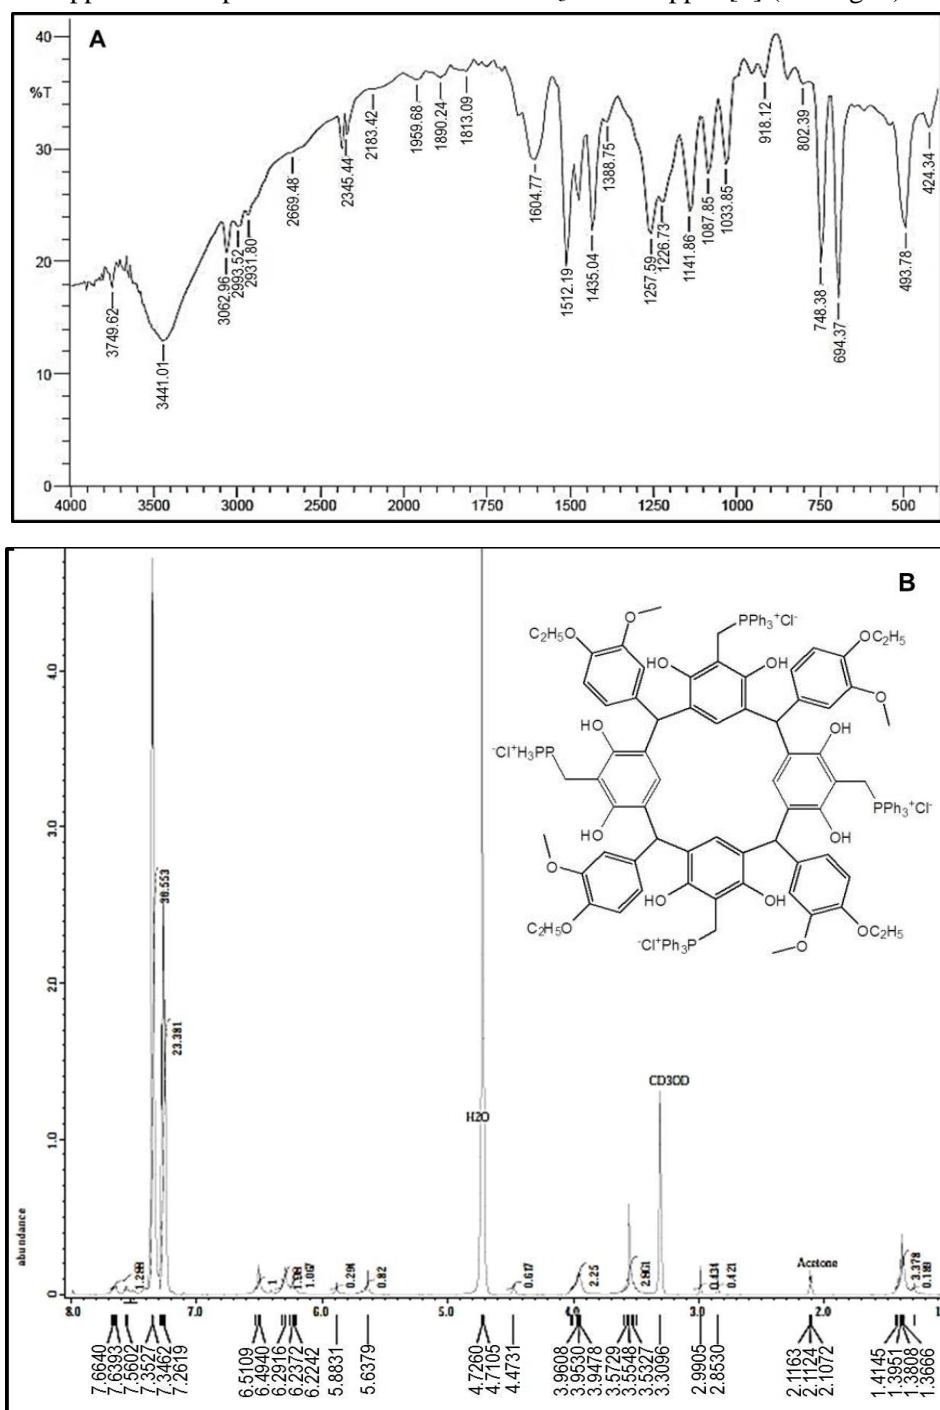 A
40
%T
30
20
10
0
3749.62
3441.01
3062.96
2993.52
2931.80
2669.48
2345.44
2183.42
1959.68
1890.24
1813.09
1604.77
1512.19
1435.04
1388.75
1257.59
1226.73
1141.86
1087.85
1033.85
918.12
802.39
748.38
694.37
493.78
424.34
4000 3500 3000 2500 2000 1750 1500 1250 1000 750 500
B
PPh₃⁺Cl⁻
C₂H₅O
O
HO
OH
OC₂H₅
O
HO
OH
⁻Cl⁺H₃PP
PPh₃⁺Cl⁻
HO
OH
O
HO
OH
C₂H₅O
OC₂H₅
⁻Cl⁺Ph₃P
O
abundance
4.0
3.0
2.0
1.0
0
23.381
H2O
CD3OD
Acetone
1
0.294
0.82
0.617
2.25
0.434
0.421
3.378
8.0 7.0 6.0 5.0 4.0 3.0 2.0
7.6640
7.6393
7.5602
7.3527
7.3462
7.2619
6.5109
6.4940
6.2916
6.2372
6.2242
5.8831
5.6379
4.7260
4.7105
4.4731
3.9608
3.9530
3.9478
3.5729
3.5548
3.5327
3.3096
2.9905
2.8530
2.1163
2.1124
2.1072
1.4145
1.3951
1.3808
1.3666